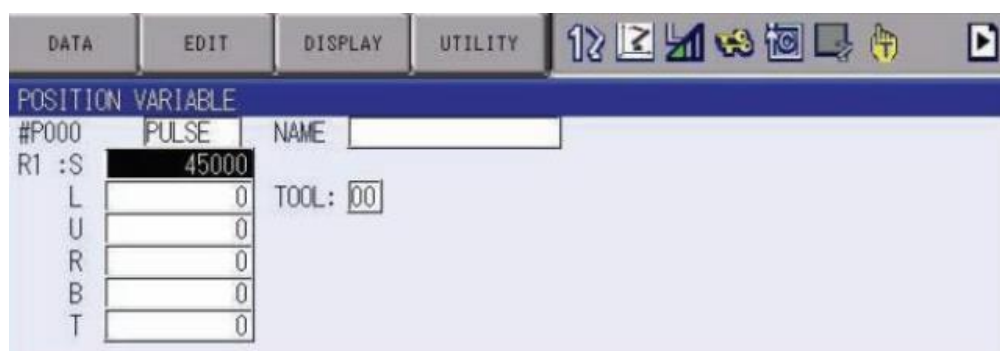 DATA EDIT DISPLAY UTILITY
POSITION VARIABLE
#P000 PULSE NAME
R1 :S 45000
L 0 TOOL: 00
U 0
R 0
B 0
T 0